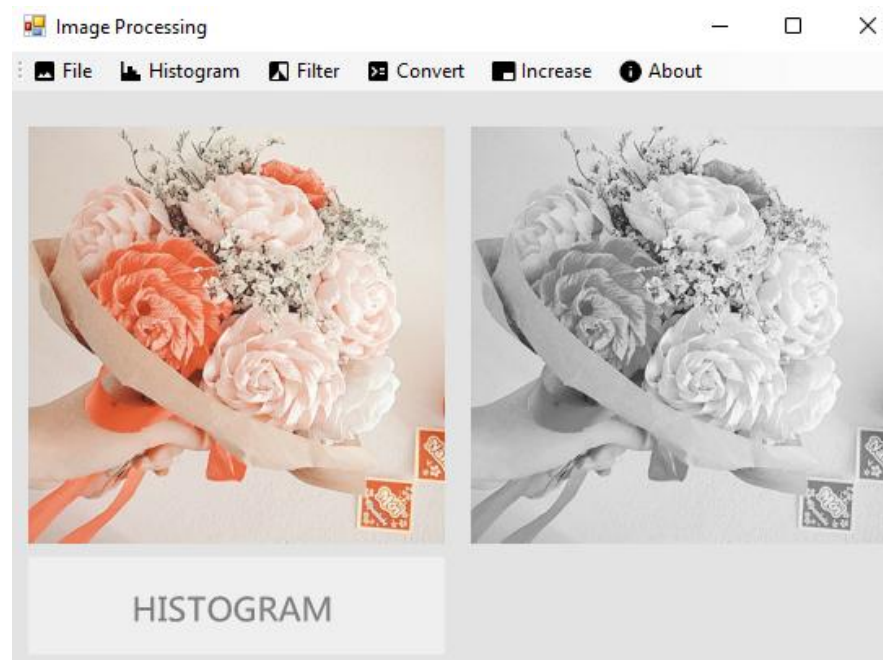 Image Processing
File Histogram Filter Convert Increase About
HISTOGRAM